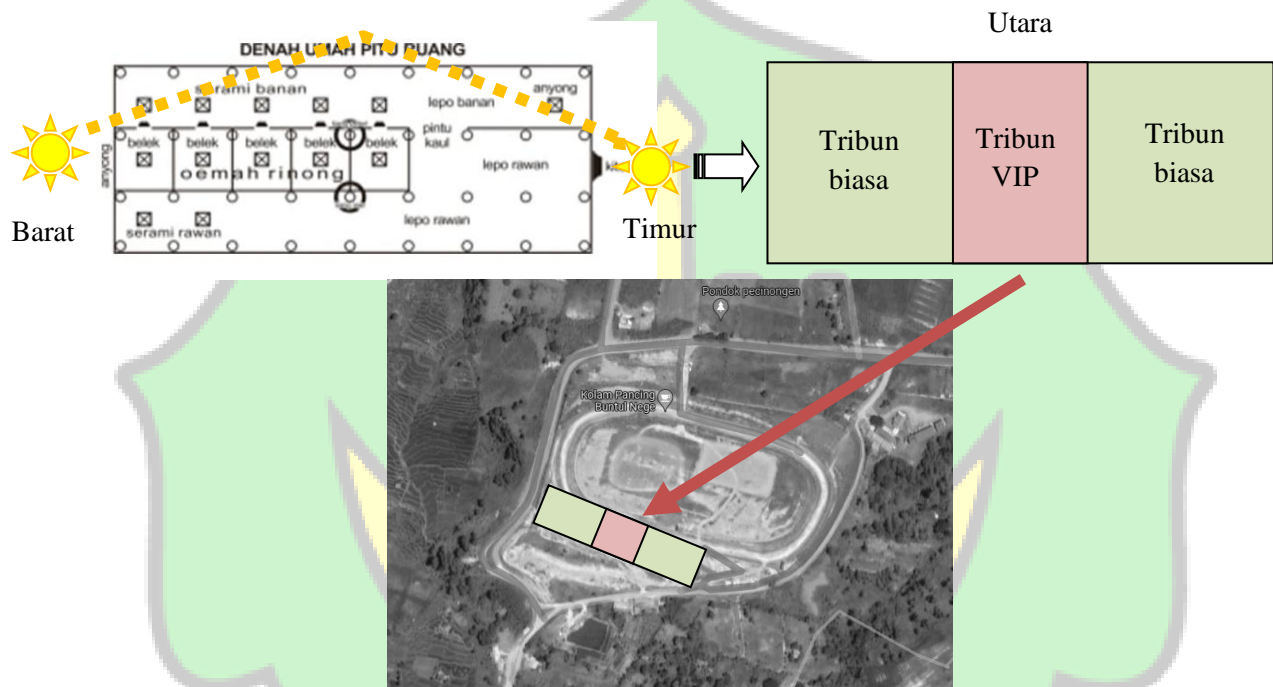 Utara
DENAH UMAH PITU RUANG
serami banan
lepo banan
anyong
belek
belek
belek
belek
belek
pintu
kaul
anyong
lepo rawan
oemah rinong
lepo rawan
serami rawan
Barat
Timur
Tribun
biasa
Tribun
VIP
Tribun
biasa
Pondok pecinongen
Kolam Pancing
Buntul Nege